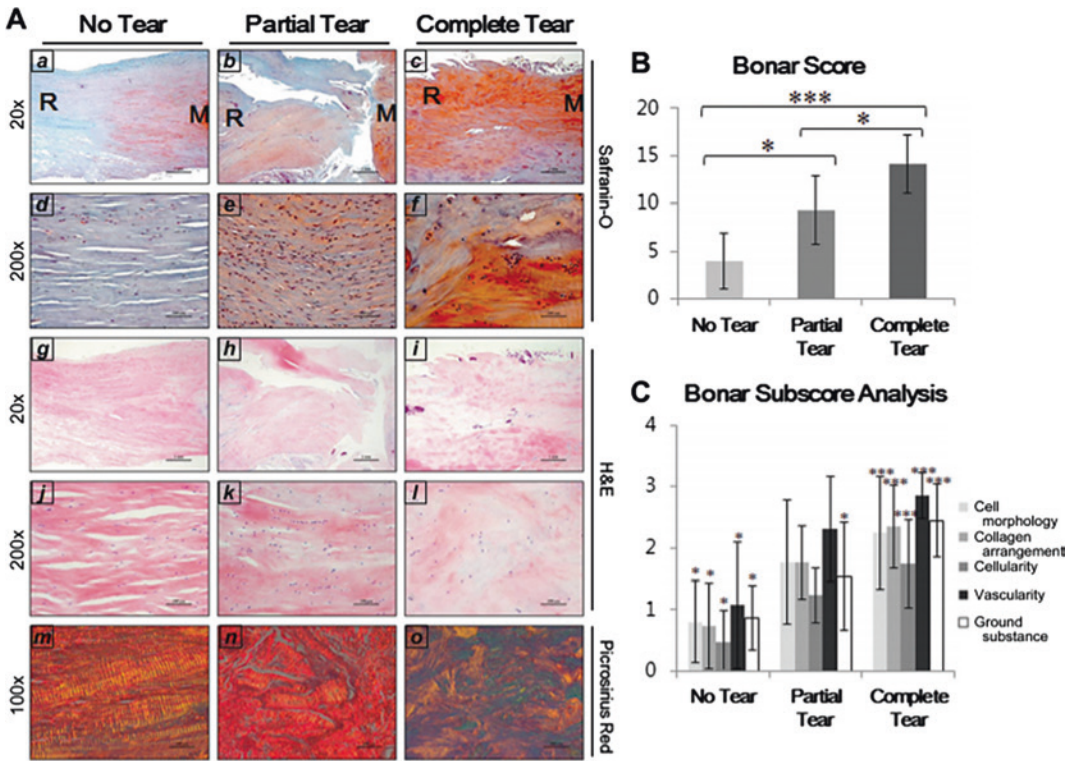 A
No Tear
Partial Tear
Complete Tear
20x
a
R
M
b
R
M
c
R
M
Safranin-O
200x
d
e
f
20x
g
h
i
H&E
200x
j
k
l
100x
m
n
o
Picrosirius Red
B
Bonar Score
20
15
10
5
0
***
*
*
No Tear
Partial
Tear
Complete
Tear
C
Bonar Subscore Analysis
4
3
2
1
0
* * * * *
*
*** *** *** *** ***
No Tear
Partial
Tear
Complete
Tear
Cell
morphology
Collagen
arrangement
Cellularity
Vascularity
Ground
substance